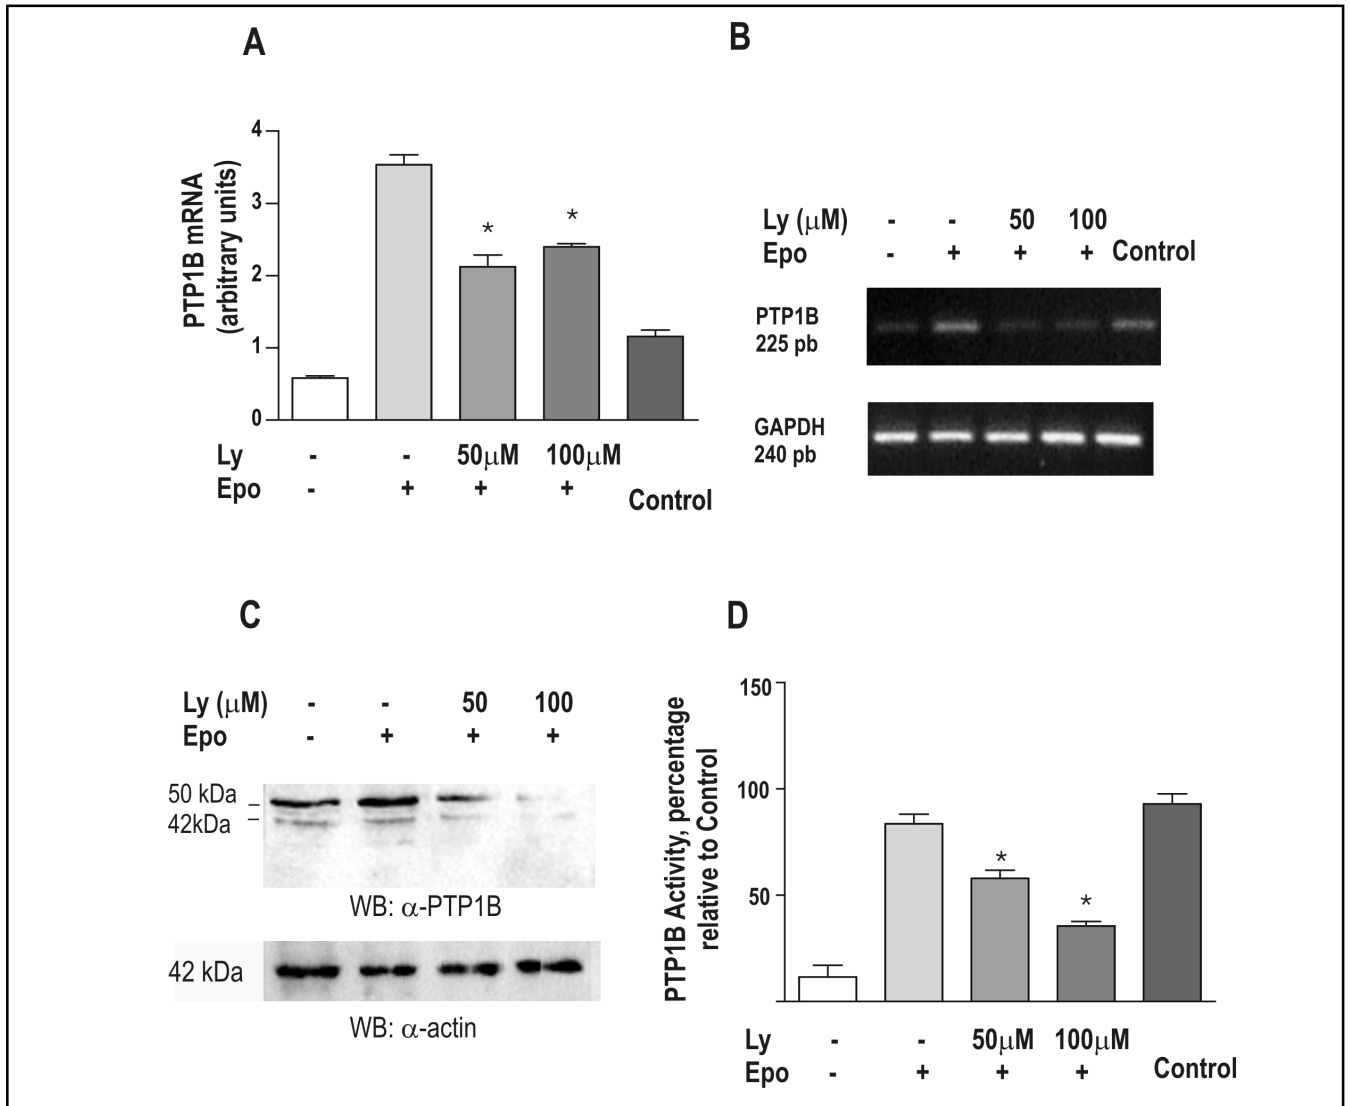 A
4
3
2
1
0
PTP1B mRNA
(arbitrary units)
*
*
Ly - - 50μM 100μM
Epo - + + +
Control
B
Ly (μM) - - 50 100
Epo - + + + Control
PTP1B
225 pb
GAPDH
240 pb
C
Ly (μM) - - 50 100
Epo - + + +
50 kDa
42kDa
WB: α-PTP1B
42 kDa
WB: α-actin
D
150
100
50
PTP1B Activity, percentage
relative to Control
*
*
Ly - - 50μM 100μM
Epo - + + + Control